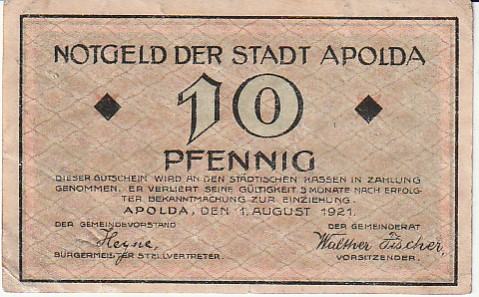 NOTGELD DER STADT APOLDA
10
PFENNIG
DIESER GUTSCHEIN WIRD AN DEN STÄDTISCHEN KASSEN IN ZAHLUNG
GENOMMEN. ER VERLIERT SEINE GÜLTIGKEIT 3 MONATE NACH ERFOLG-
TER BEKANNTMACHUNG ZUR EINZIEHUNG.
APOLDA, DEN 1. AUGUST 1921.
DER GEMEINDEVORSTAND
DER GEMEINDERAT
Heyne,
Walther Fischer,
BÜRGERMEISTER STELLVERTRETER.
VORSITZENDER.